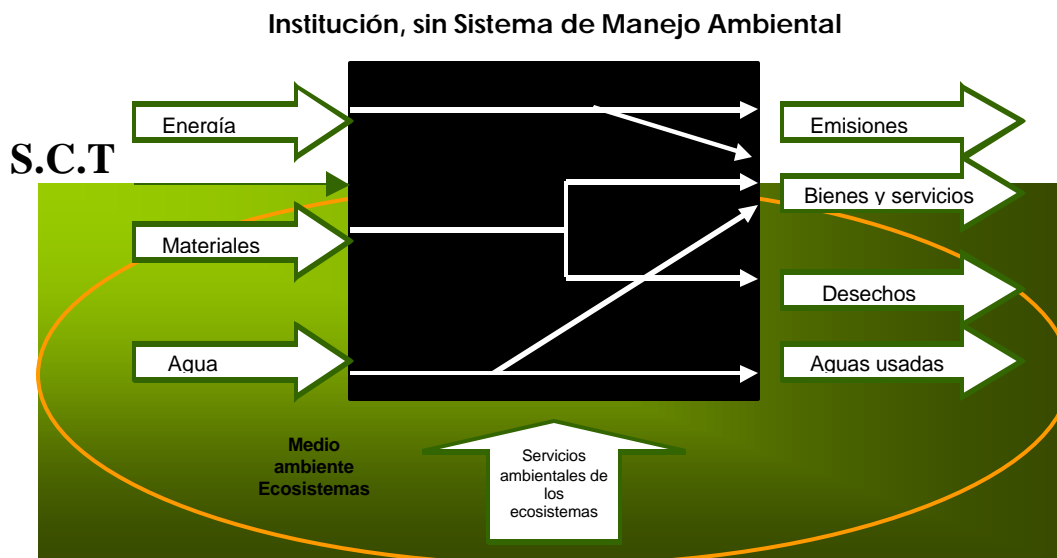 Institución, sin Sistema de Manejo Ambiental
Energía
Emisiones
S.C.T
Bienes y servicios
Materiales
Desechos
Agua
Aguas usadas
Medio
ambiente
Ecosistemas
Servicios
ambientales de
los
ecosistemas